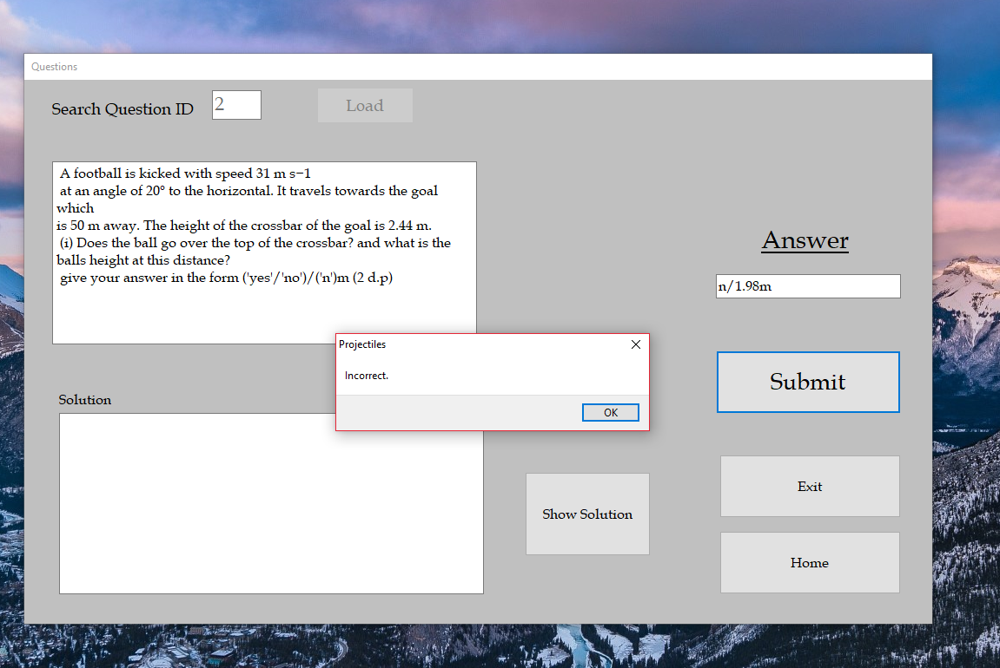 Questions
Search Question ID 2 Load
A football is kicked with speed 31 m s−1
at an angle of 20° to the horizontal. It travels towards the goal
which
is 50 m away. The height of the crossbar of the goal is 2.44 m.
(i) Does the ball go over the top of the crossbar? and what is the
balls height at this distance?
give your answer in the form ('yes'/'no')/('n')m (2 d.p)
Answer
n/1.98m
Projectiles
Incorrect.
OK
Submit
Solution
Show Solution
Exit
Home